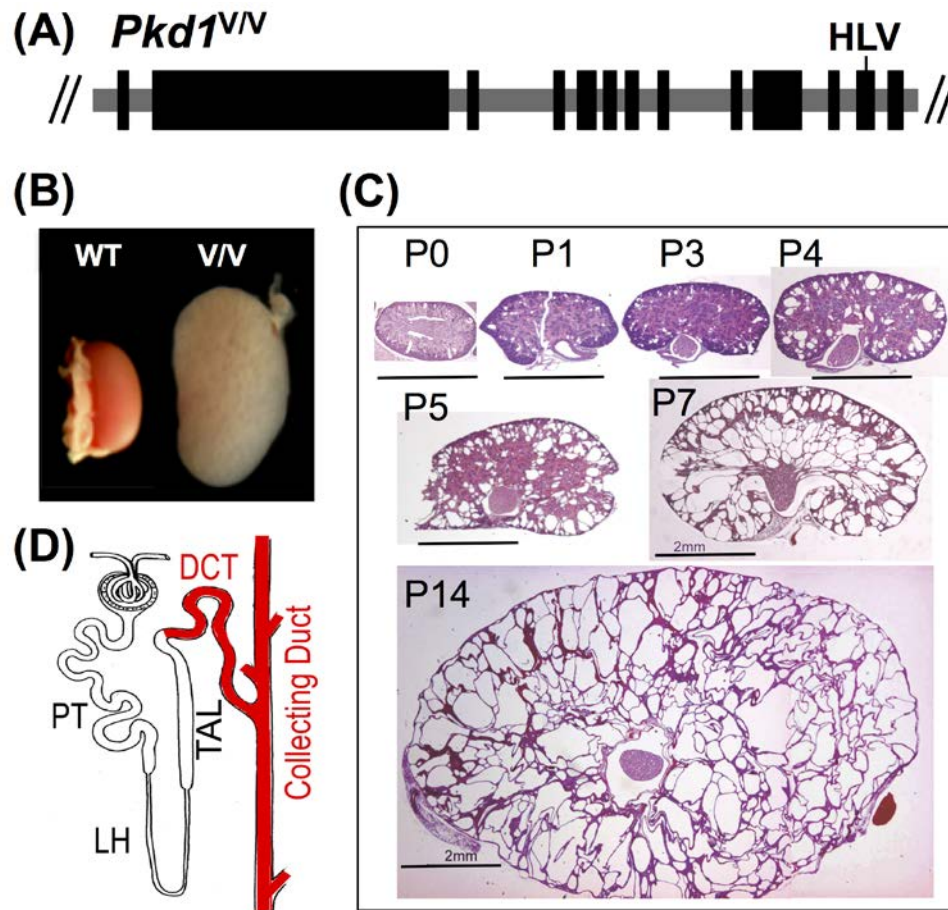 (A) Pkd1V/V HLV
(B)
WT V/V
(C)
P0 P1 P3 P4
P5 P7
2mm
P14
2mm
(D)
DCT
PT
TAL
LH
Collecting Duct